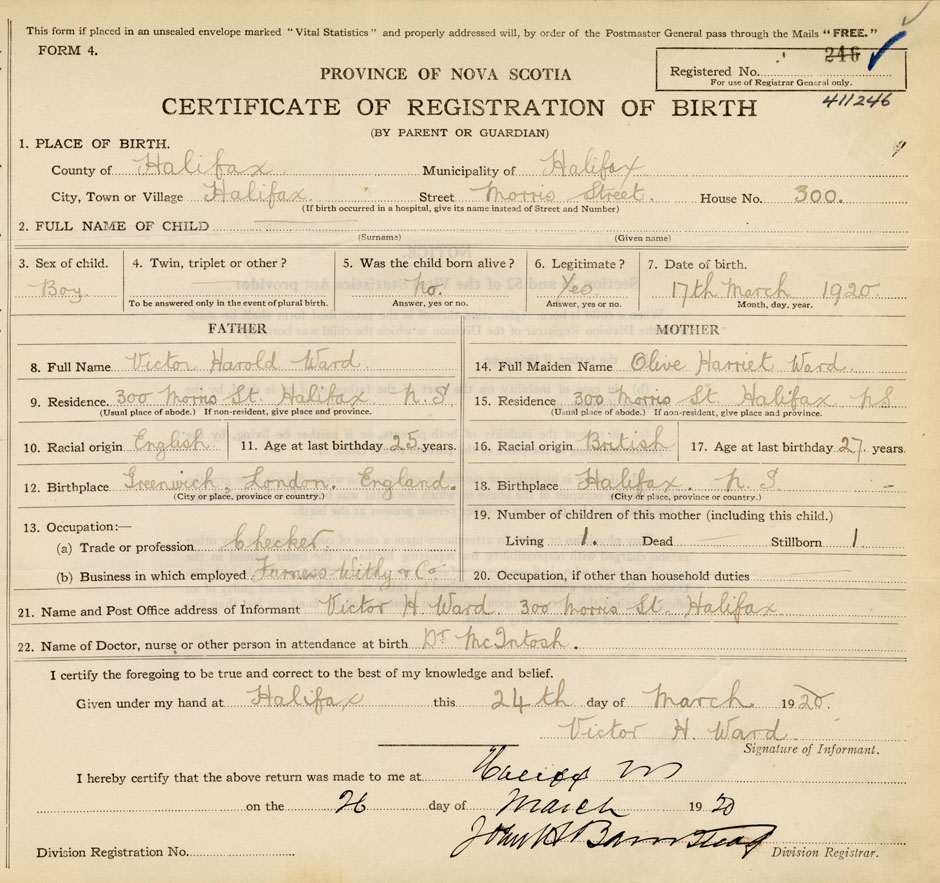 This form if placed in an unsealed envelope marked "Vital Statistics" and properly addressed will, by order of the Postmaster General pass through the Mails "FREE."
FORM 4.
246
Registered No.
For use of Registrar General only.
411246
PROVINCE OF NOVA SCOTIA
CERTIFICATE OF REGISTRATION OF BIRTH
(BY PARENT OR GUARDIAN)
1. PLACE OF BIRTH.
County of Halifax Municipality of Halifax
City, Town or Village Halifax Street Morris Street. House No. 300.
(If birth occurred in a hospital, give its name instead of Street and Number)
2. FULL NAME OF CHILD
(Surname) (Given name)
3. Sex of child. 4. Twin, triplet or other? 5. Was the child born alive? 6. Legitimate? 7. Date of birth.
Boy. no. Yes 17th March 1920
To be answered only in the event of plural birth. Answer, yes or no. Answer, yes or no. Month, day, year.
FATHER MOTHER
8. Full Name Victor Harold Ward 14. Full Maiden Name Olive Harriet Ward.
9. Residence. 300 Morris St. Halifax N.S. 15. Residence 300 Morris St. Halifax NS
(Usual place of abode.) If non-resident, give place and province. (Usual place of abode.) If non-resident, give place and province.
10. Racial origin English 11. Age at last birthday 25 years. 16. Racial origin British 17. Age at last birthday 27 years.
12. Birthplace Greenwich, London. England. 18. Birthplace Halifax. N. S
(City or place, province or country.) (City or place, province or country.)
13. Occupation:— 19. Number of children of this mother (including this child.)
(a) Trade or profession Checker. Living 1. Dead — Stillborn 1
(b) Business in which employed Furness Withy & Co 20. Occupation, if other than household duties
21. Name and Post Office address of Informant Victor H Ward. 300 Morris St. Halifax
22. Name of Doctor, nurse or other person in attendance at birth Dr McIntosh.
I certify the foregoing to be true and correct to the best of my knowledge and belief.
Given under my hand at Halifax this 24th day of March 1920.
Victor H. Ward.
Signature of Informant.
I hereby certify that the above return was made to me at Halifax
on the 26 day of March 1920
Division Registration No. Division Registrar.